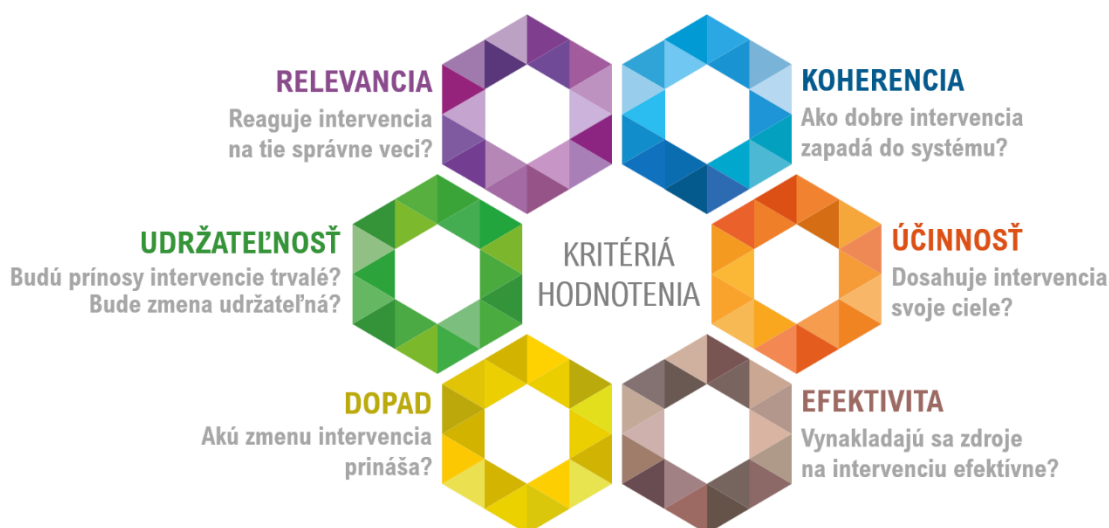 RELEVANCIA
Reaguje intervencia
na tie správne veci?
KOHERENCIA
Ako dobre intervencia
zapadá do systému?
UDRŽATEĽNOSŤ
Budú prínosy intervencie trvalé?
Bude zmena udržateľná?
KRITÉRIÁ
HODNOTENIA
ÚČINNOSŤ
Dosahuje intervencia
svoje ciele?
DOPAD
Akú zmenu intervencia
prináša?
EFEKTIVITA
Vynakladajú sa zdroje
na intervenciu efektívne?